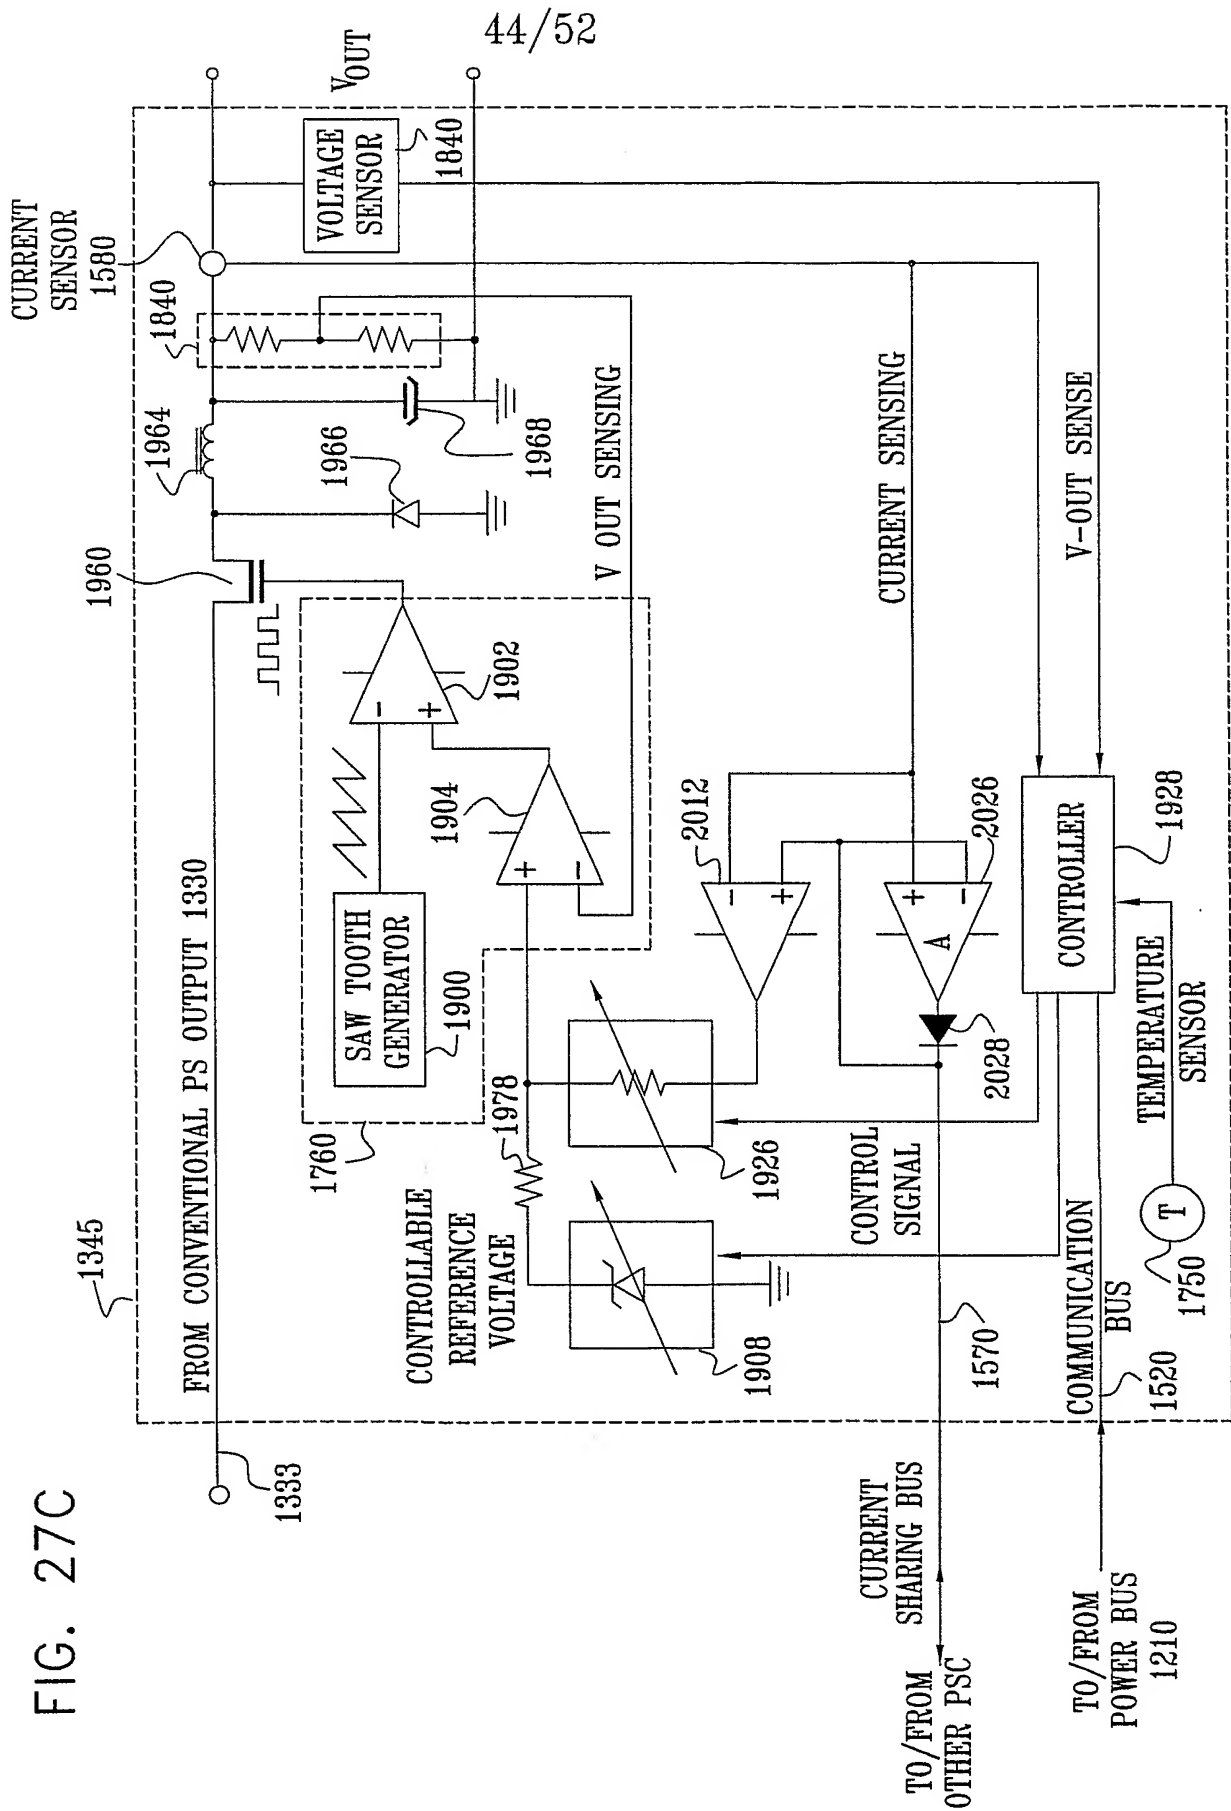 44/52
FIG. 27C
1345
FROM CONVENTIONAL PS OUTPUT 1330
1333
1960
1964
1840
CURRENT
SENSOR
1580
VOUT
VOLTAGE
SENSOR
1840
1966
1968
1760
SAW TOOTH
GENERATOR
1900
-
+
1902
1904
+
-
V OUT SENSING
1978
CONTROLLABLE
REFERENCE
VOLTAGE
1908
1926
2012
-
+
CURRENT SENSING
CONTROL
SIGNAL
A
+
-
2026
2028
1570
CURRENT
SHARING BUS
TO/FROM
OTHER PSC
CONTROLLER
1928
V-OUT SENSE
COMMUNICATION
BUS
1520
TO/FROM
POWER BUS
1210
TEMPERATURE
SENSOR
T
1750